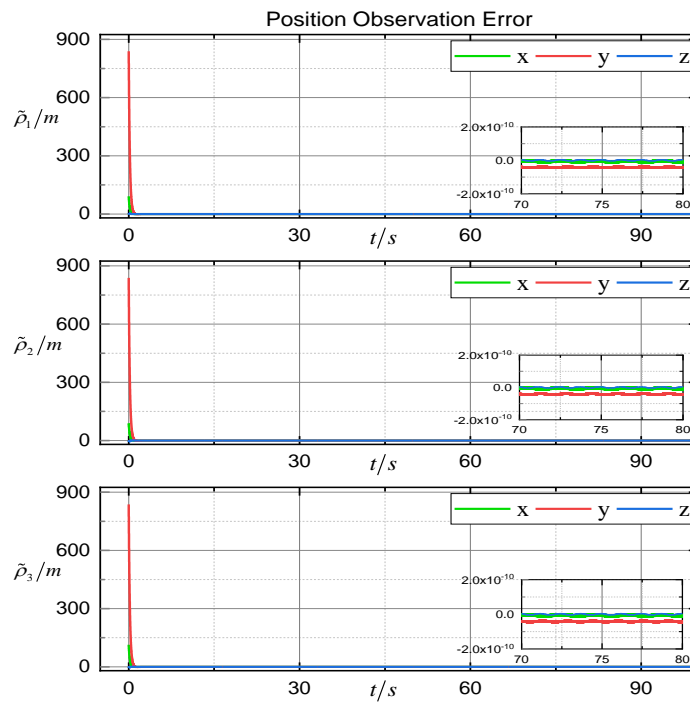 Position Observation Error
900
x y z
600
2.0x10-10
ρ̃1/m
300
0.0
-2.0x10-10
70 75 80
0
0 30 60 90
t/s
900
x y z
600
2.0x10-10
ρ̃2/m
300
0.0
-2.0x10-10
70 75 80
0
0 30 60 90
t/s
900
x y z
600
2.0x10-10
ρ̃3/m
300
0.0
-2.0x10-10
70 75 80
0
0 30 60 90
t/s